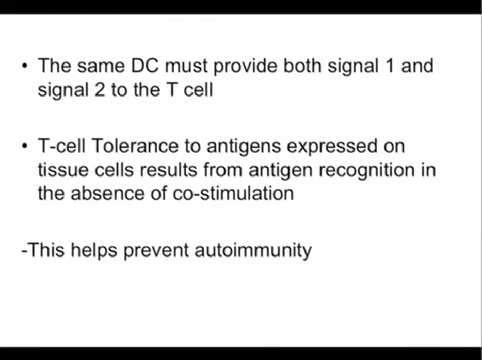 • The same DC must provide both signal 1 and
signal 2 to the T cell
• T-cell Tolerance to antigens expressed on
tissue cells results from antigen recognition in
the absence of co-stimulation
-This helps prevent autoimmunity